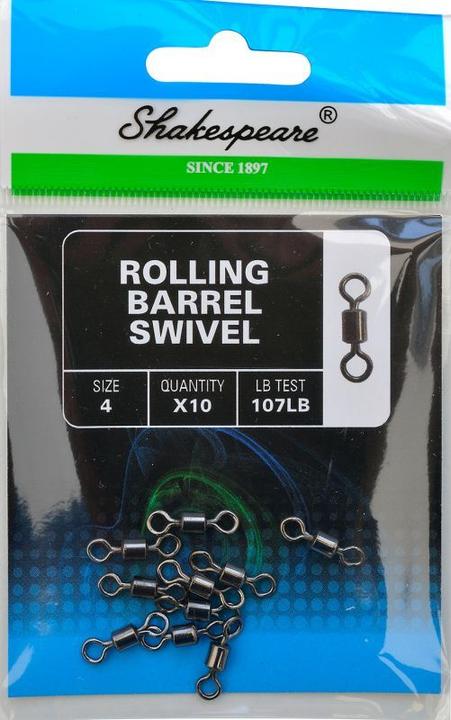 Shakespeare®
SINCE 1897
ROLLING
BARREL
SWIVEL
SIZE QUANTITY LB TEST
4 X10 107LB